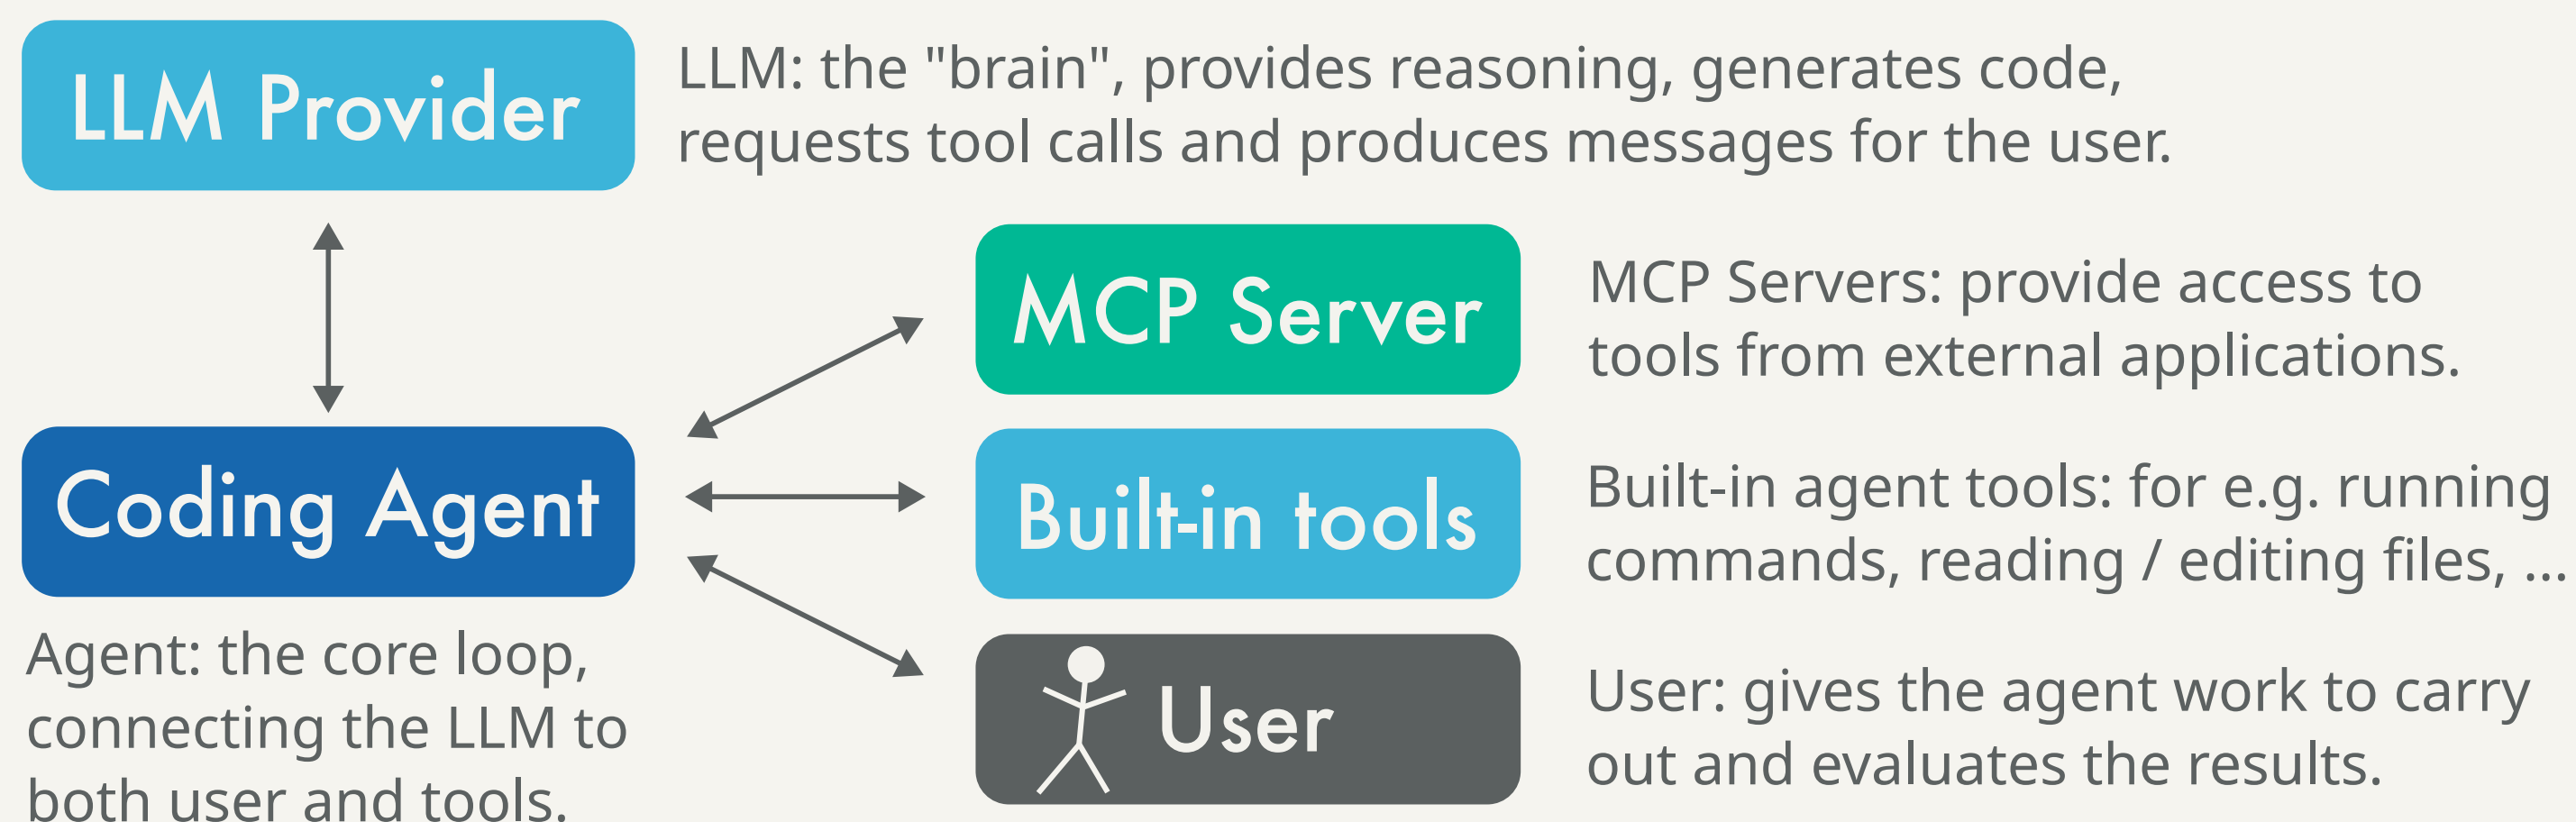 LLM Provider
LLM: the "brain", provides reasoning, generates code,
requests tool calls and produces messages for the user.
MCP Server
MCP Servers: provide access to
tools from external applications.
Coding Agent
Built-in tools
Built-in agent tools: for e.g. running
commands, reading / editing files, ...
Agent: the core loop,
connecting the LLM to
both user and tools.
User
User: gives the agent work to carry
out and evaluates the results.